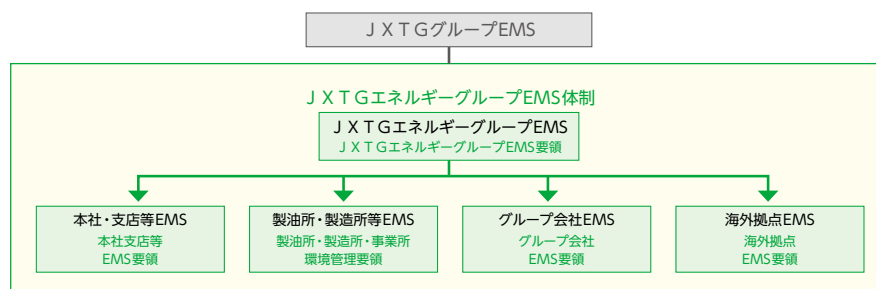 ＪＸＴＧグループEMS
ＪＸＴＧエネルギーグループEMS体制
ＪＸＴＧエネルギーグループEMS
ＪＸＴＧエネルギーグループEMS要領
本社・支店等EMS
本社支店等
EMS要領
製油所・製造所等EMS
製油所・製造所・事業所
環境管理要領
グループ会社EMS
グループ会社
EMS要領
海外拠点EMS
海外拠点
EMS要領